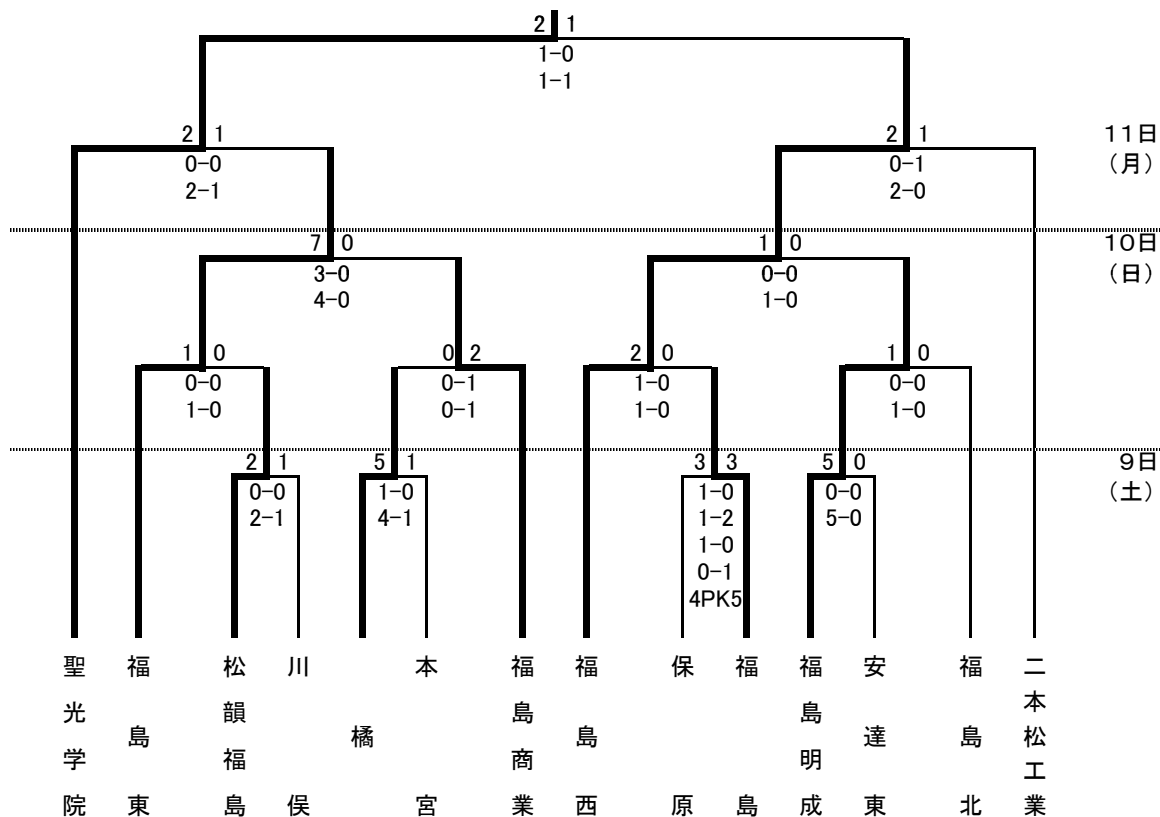 2 1
1-0
1-1
2 1
0-0
2-1
2 1
0-1
2-0
11日
（月）
7 0
3-0
4-0
1 0
0-0
1-0
10日
（日）
1 0
0-0
1-0
0 2
0-1
0-1
2 0
1-0
1-0
1 0
0-0
1-0
2 1
0-0
2-1
5 1
1-0
4-1
3 3
1-0
1-2
1-0
0-1
4PK5
5 0
0-0
5-0
9日
（土）
聖光学院
福島東
松韻福島
川俣
橘
本宮
福島商業
福島西
保原
福島
福島明成
安達東
福島北
二本松工業